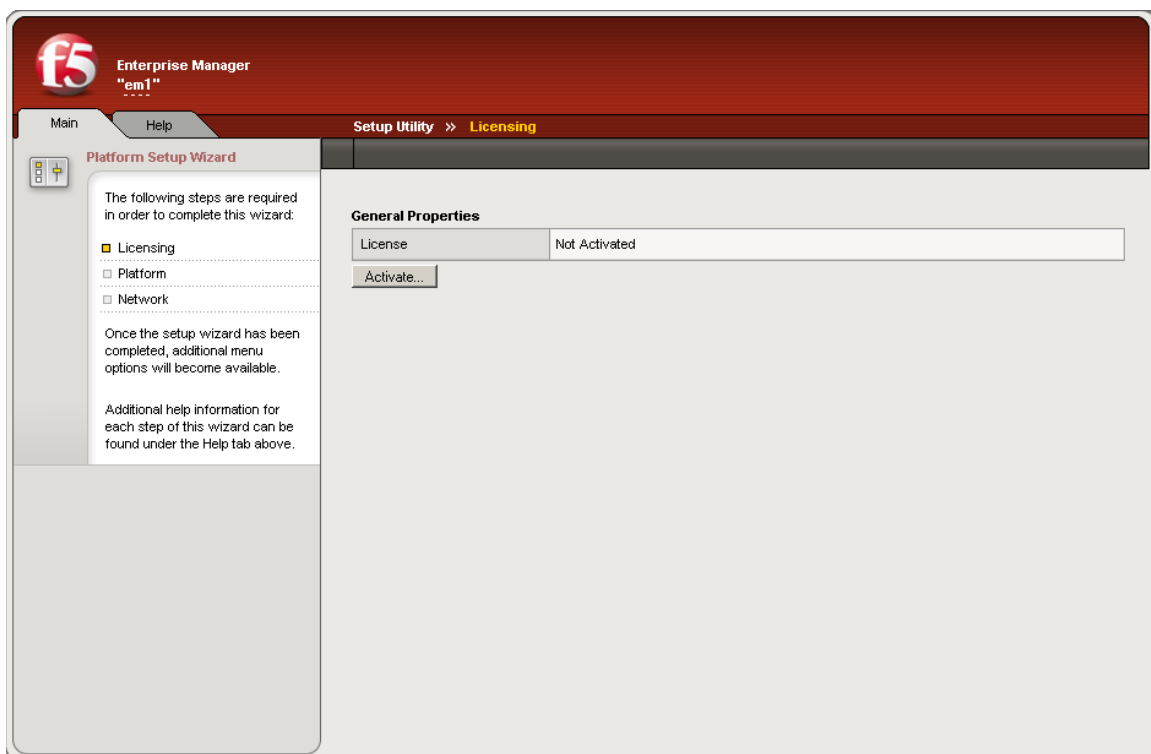 f5
Enterprise Manager
"em1"
Main
Help
Setup Utility » Licensing
Platform Setup Wizard
The following steps are required
in order to complete this wizard:
Licensing
Platform
Network
Once the setup wizard has been
completed, additional menu
options will become available.
Additional help information for
each step of this wizard can be
found under the Help tab above.
General Properties
License Not Activated
Activate...